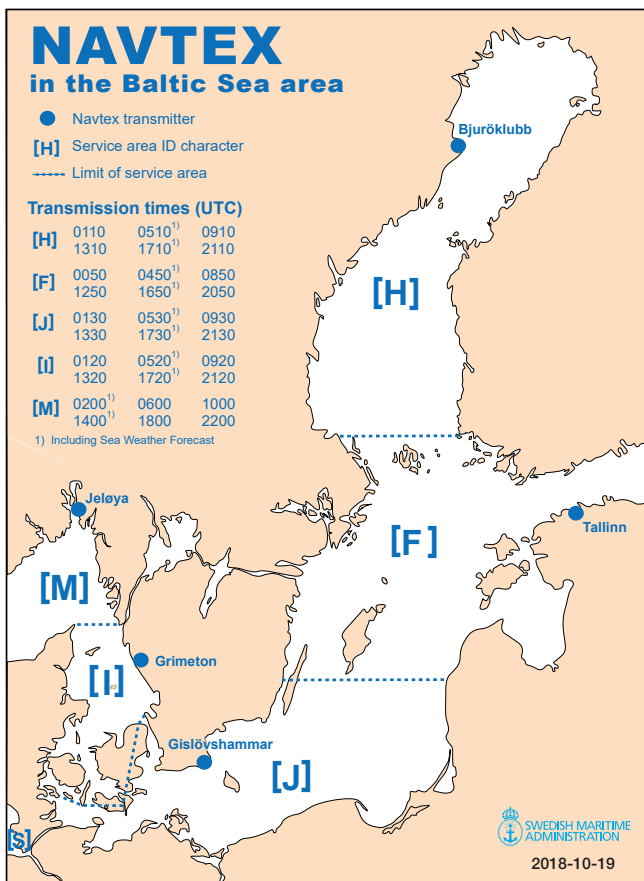 NAVTEX
in the Baltic Sea area
Navtex transmitter
[H] Service area ID character
Limit of service area
Transmission times (UTC)
[H] 0110 0510 1) 0910
1310 1710 1) 2110
[F] 0050 0450 1) 0850
1250 1650 1) 2050
[J] 0130 0530 1) 0930
1330 1730 1) 2130
[I] 0120 0520 1) 0920
1320 1720 1) 2120
[M] 0200 1) 0600 1000
1400 1) 1800 2200
1) Including Sea Weather Forecast
Bjuröklubb
[H]
Jeløya
Tallinn
[F]
[M]
Grimeton
[I]
Gislövshammar
[J]
[S]
SWEDISH MARITIME
ADMINISTRATION
2018-10-19